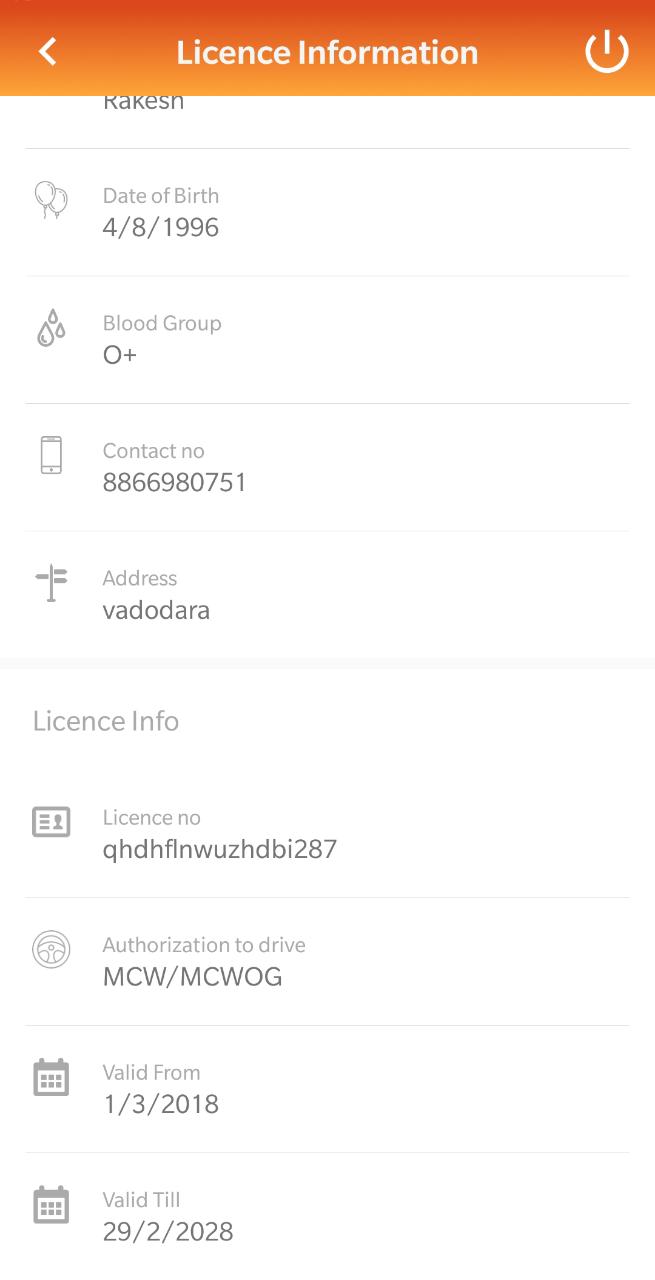 Licence Information
Rakesh
Date of Birth
4/8/1996
Blood Group
O+
Contact no
8866980751
Address
vadodara
Licence Info
Licence no
qhdhflnwuzhdbi287
Authorization to drive
MCW/MCWOG
Valid From
1/3/2018
Valid Till
29/2/2028